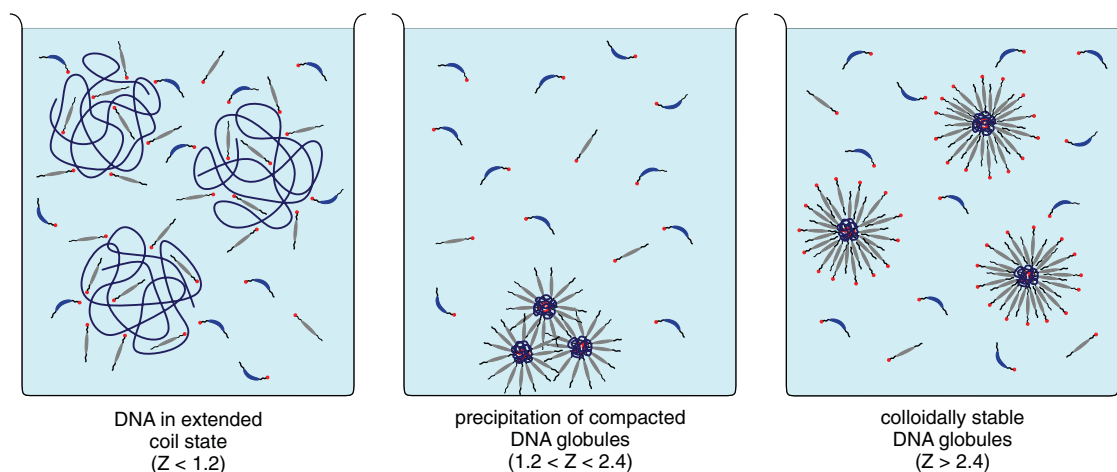 DNA in extended
coil state
(Z < 1.2)
precipitation of compacted
DNA globules
(1.2 < Z < 2.4)
colloidally stable
DNA globules
(Z > 2.4)